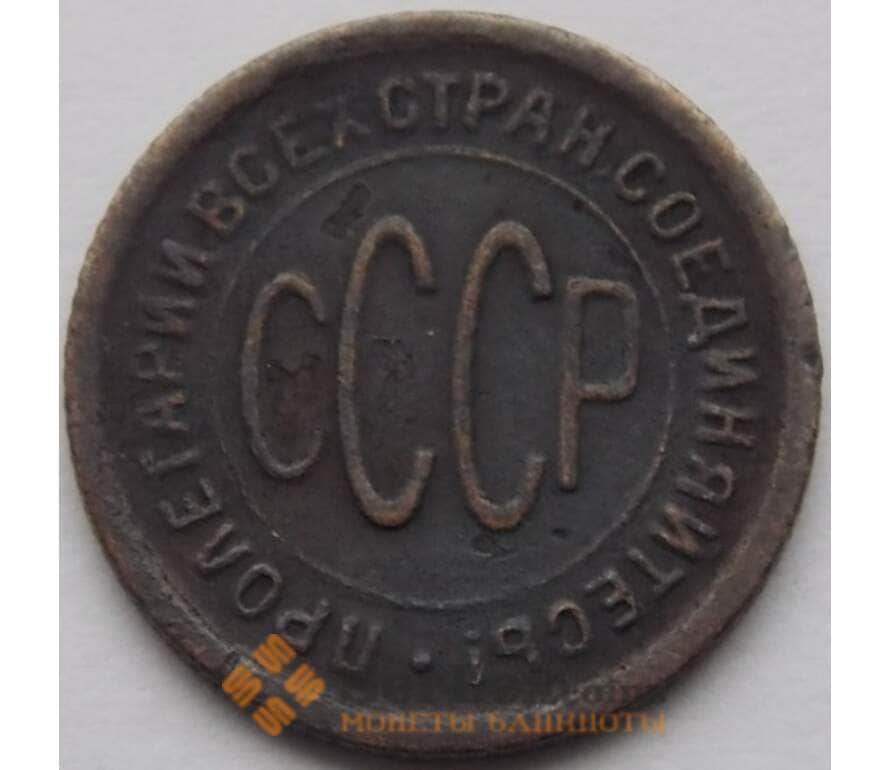 ПРОЛЕТАРИИ ВСЕХ СТРАН, СОЕДИНЯЙТЕСЬ! •
СССР
МОНЕТЫ БАНКНОТЫ